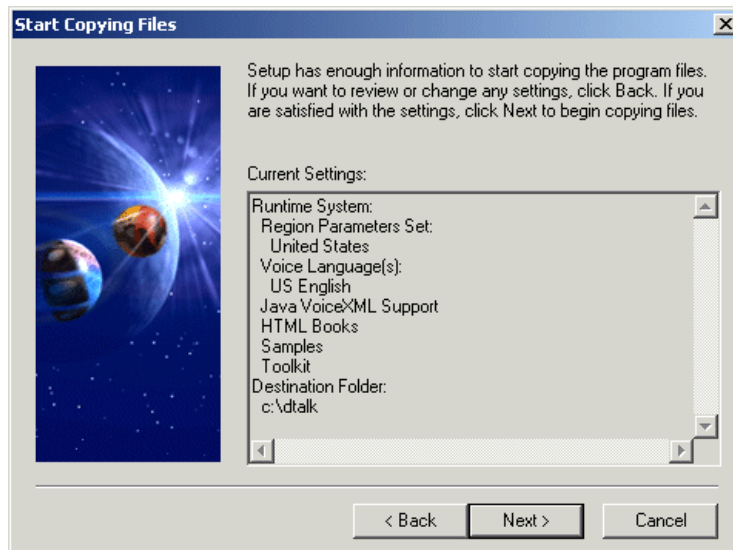 Start Copying Files
Setup has enough information to start copying the program files.
If you want to review or change any settings, click Back. If you
are satisfied with the settings, click Next to begin copying files.
Current Settings:
Runtime System:
Region Parameters Set:
United States
Voice Language(s):
US English
Java VoiceXML Support
HTML Books
Samples
Toolkit
Destination Folder:
c:\dtalk
< Back
Next >
Cancel